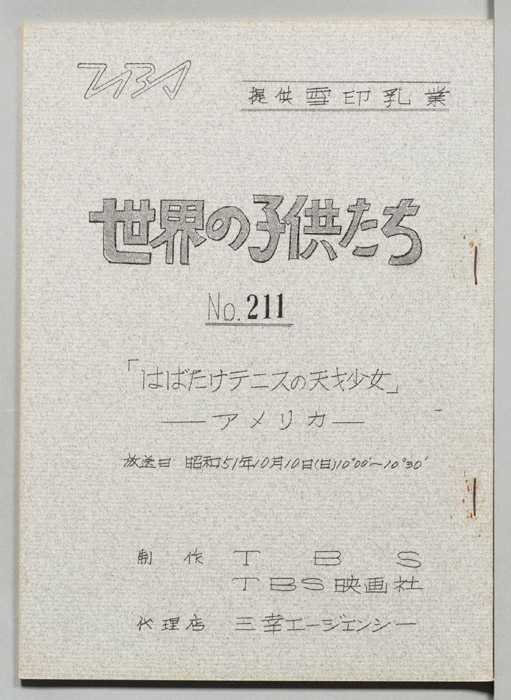 TBS
提供 雪印乳業
世界の子供たち
No. 211
「はばたけテニスの天才少女」
—アメリカ—
放送日 昭和51年10月10日(日)10°00'~10°30'
制作 TBS
TBS映画社
代理店 三幸エージェンシー